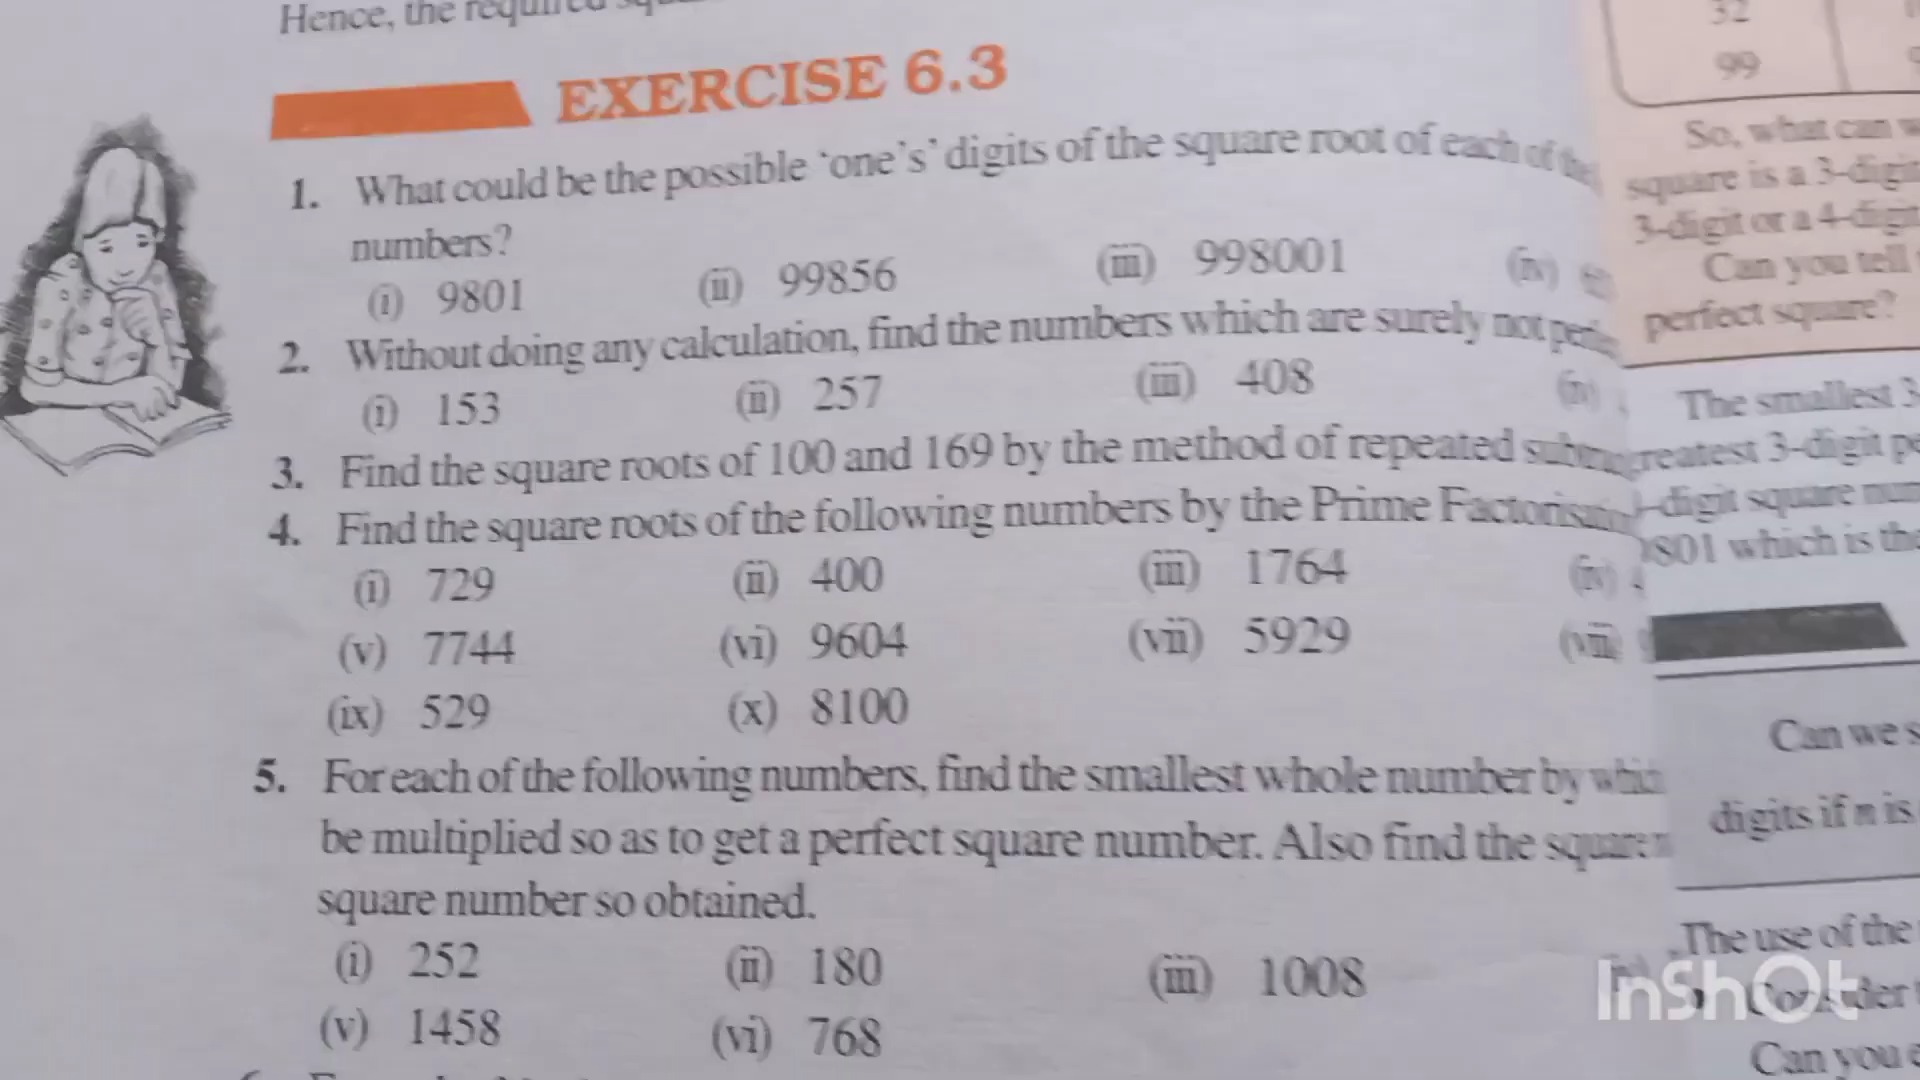 Hence, the required
EXERCISE 6.3
1. What could be the possible ‘one’s’ digits of the square root of each of the
numbers?
(i) 9801 (ii) 99856 (iii) 998001 (iv)
2. Without doing any calculation, find the numbers which are surely not
(i) 153 (ii) 257 (iii) 408 (iv)
3. Find the square roots of 100 and 169 by the method of repeated
4. Find the square roots of the following numbers by the Prime
(i) 729 (ii) 400 (iii) 1764 (iv)
(v) 7744 (vi) 9604 (vii) 5929 (viii)
(ix) 529 (x) 8100
5. For each of the following numbers, find the smallest whole number by
be multiplied so as to get a perfect square number. Also find the square
square number so obtained.
(i) 252 (ii) 180 (iii) 1008
(v) 1458 (vi) 768
32
99
So, what can
square is a 3-digit
3-digit or a 4-digit
Can you tell
perfect square?
The smallest 3
greatest 3-digit
-digit square
9801 which is the
Can we
digits if n is
The use of the
Consider
Can you
InShOt